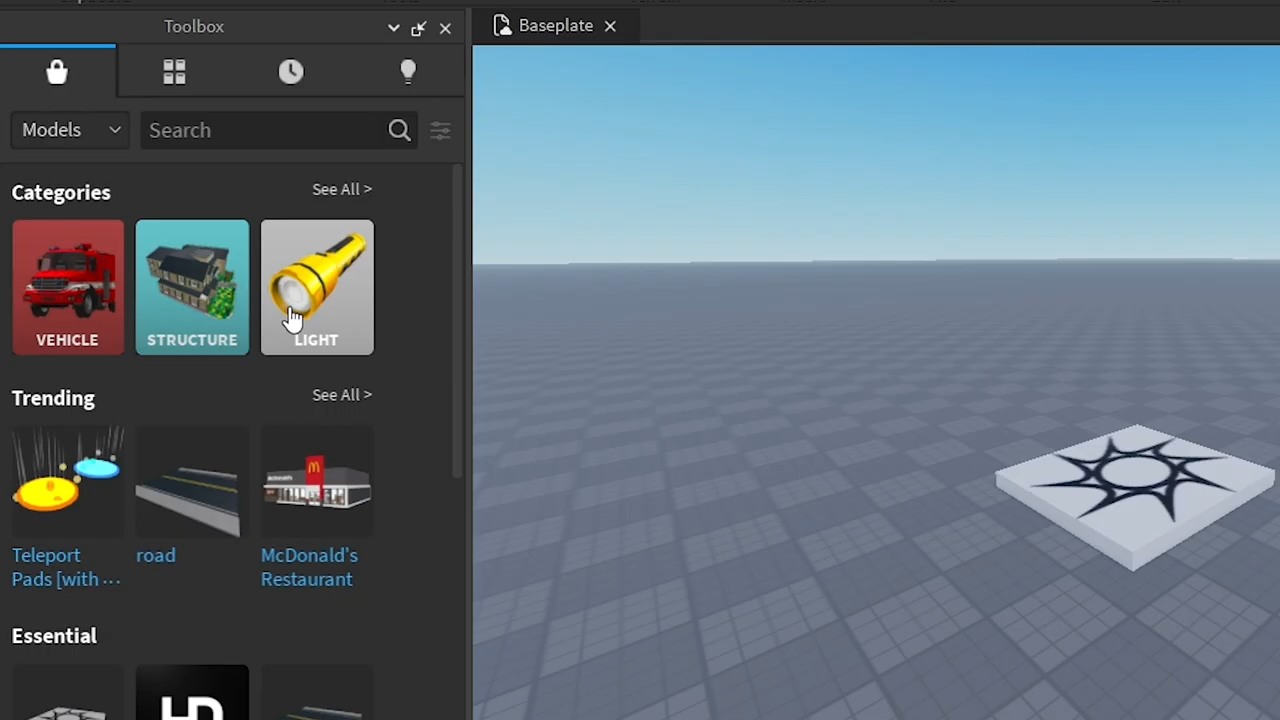 Toolbox
Baseplate
Models
Search
Categories
See All >
VEHICLE
STRUCTURE
LIGHT
Trending
See All >
Teleport
Pads [with ...
road
McDonald's
Restaurant
Essential